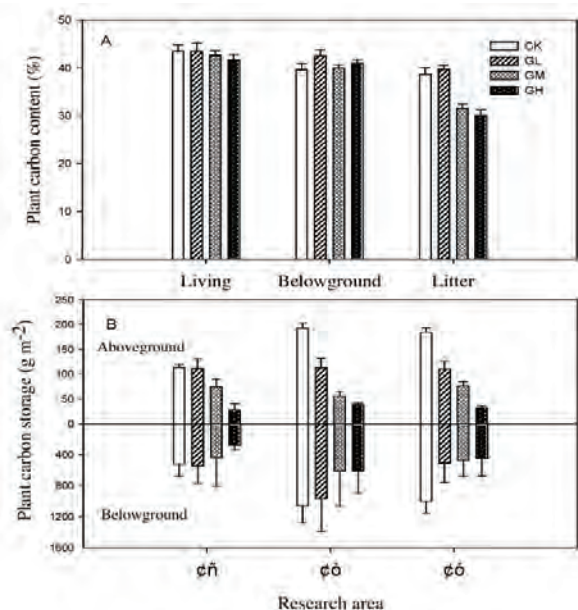 A
CK
GL
GM
GH
Plant carbon content (%)
50
40
30
20
10
0
Living Belowground Litter
B
Aboveground
Belowground
Plant carbon storage (g m⁻²)
250
200
150
100
50
0
400
800
1200
1600
¢ñ ¢ò ¢ó
Research area